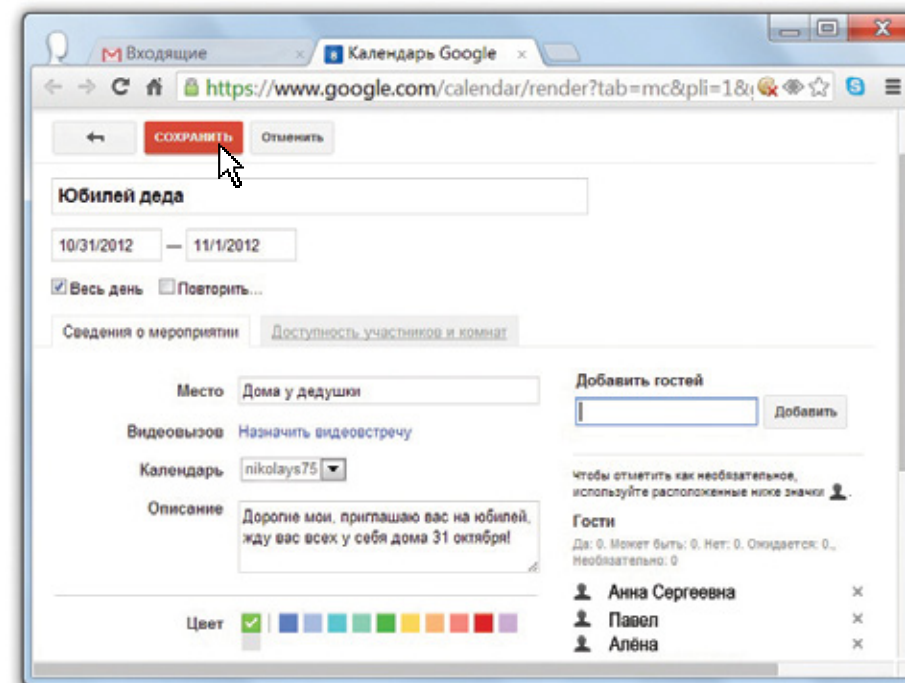 Входящие
Календарь Google
https://www.google.com/calendar/render?tab=mc&pli=1&
СОХРАНИТЬ Отменить
Юбилей деда
10/31/2012 — 11/1/2012
Весь день Повторить...
Сведения о мероприятии Доступность участников и комнат
Место Дома у дедушки
Видеовызов Назначить видеовстречу
Календарь nikolays75
Описание Дорогие мои, приглашаю вас на юбилей,
жду вас всех у себя дома 31 октября!
Цвет
Добавить гостей
Добавить
Чтобы отметить как необязательное,
используйте расположенные ниже значки .
Гости
Да: 0. Может быть: 0. Нет: 0. Ожидается: 0.,
Необязательно: 0
Анна Сергеевна
Павел
Алёна